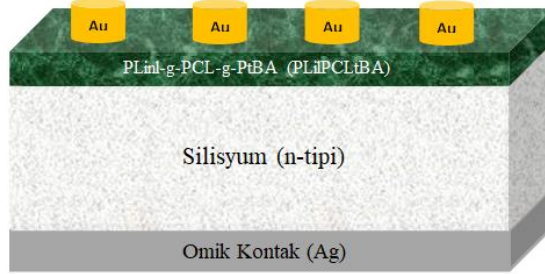 Au Au Au Au
PLinl-g-PCL-g-PtBA (PLilPCLtBA)
Silisyum (n-tipi)
Omik Kontak (Ag)